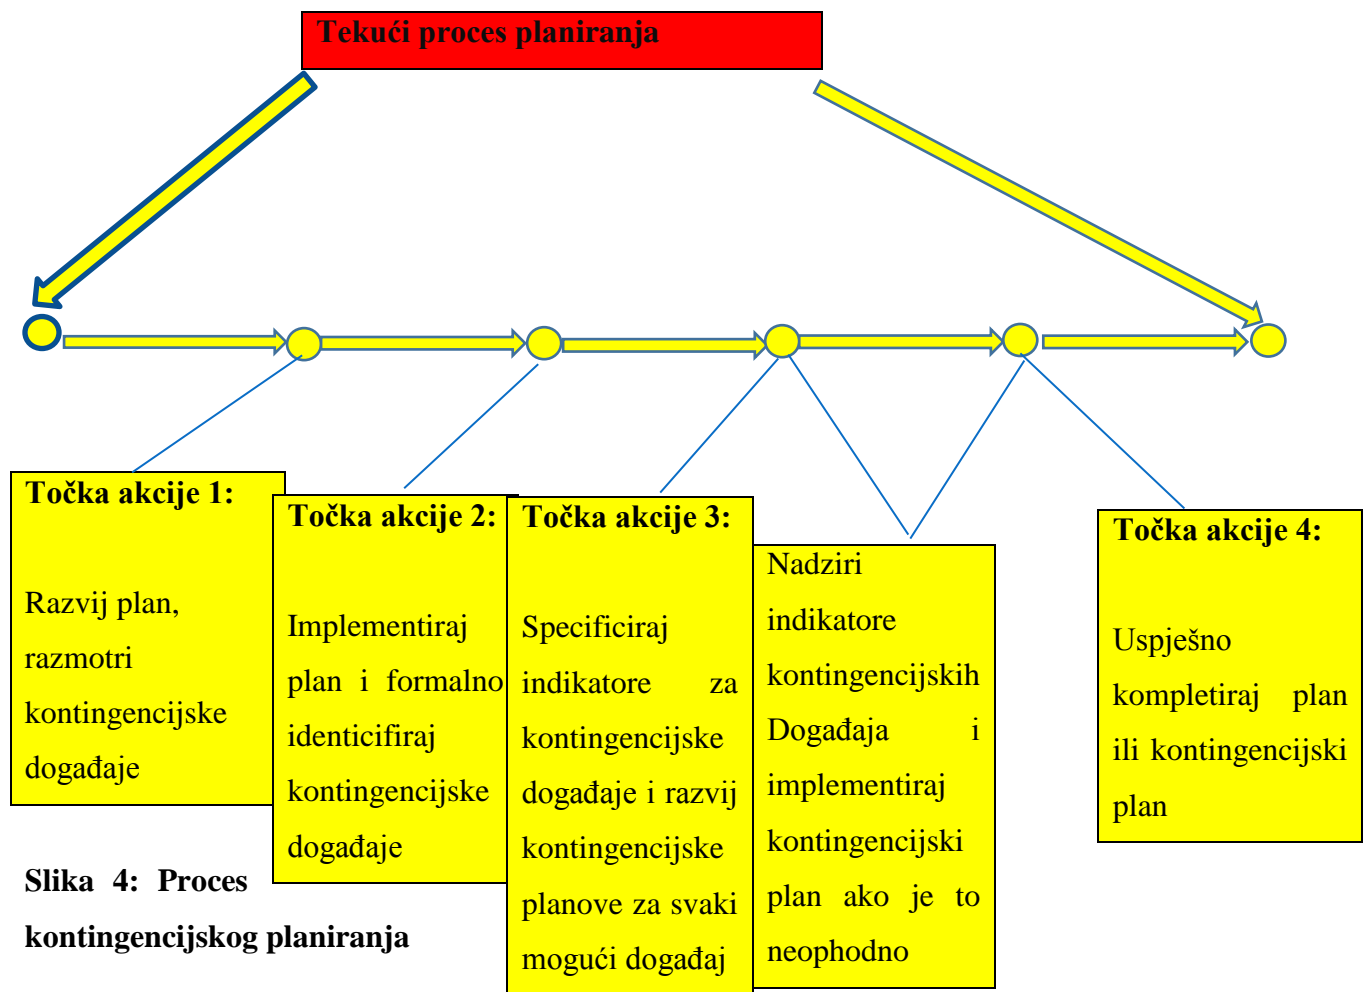 Tekući proces planiranja
Točka akcije 1:
Razvij plan,
razmotri
kontingencijske
događaje
Točka akcije 2:
Implementiraj
plan i formalno
identicifiraj
kontingencijske
događaje
Točka akcije 3:
Specificiraj
indikatore za
kontingencijske
događaje i razvij
kontingencijske
planove za svaki
mogući događaj
Nadziri
indikatore
kontingencijskih
Događaja i
implementiraj
kontingencijski
plan ako je to
neophodno
Točka akcije 4:
Uspješno
kompletiraj plan
ili kontingencijski
plan
Slika 4: Proces
kontingencijskog planiranja